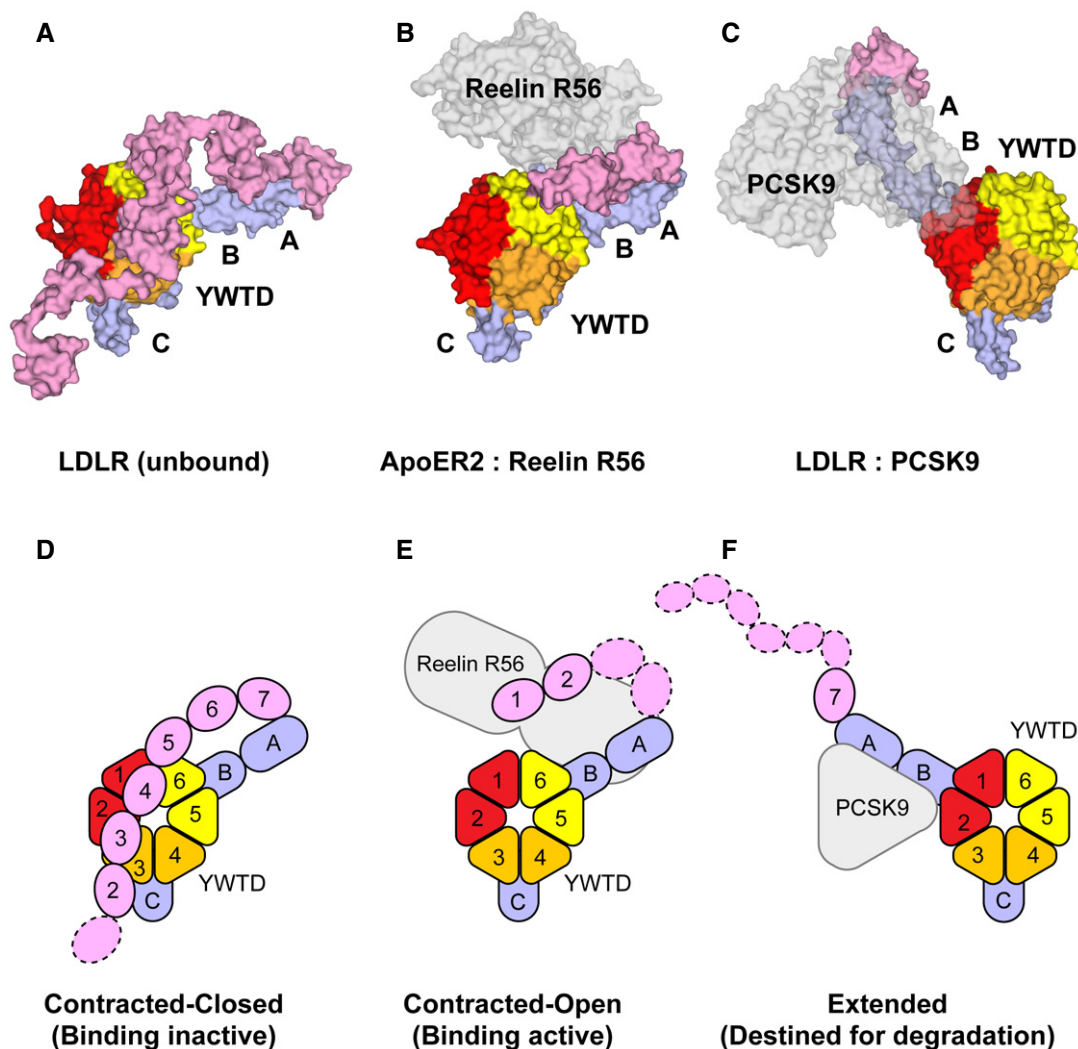 A
B
C
Reelin R56
A
B
YWTD
PCSK9
B
A
B
A
YWTD
YWTD
C
C
C
LDLR (unbound)
ApoER2 : Reelin R56
LDLR : PCSK9
D
E
F
Reelin R56
1
2
7
6
7
5
A
A
A
B
YWTD
1
6
B
B
4
1
6
1
6
2
5
PCSK9
2
5
2
5
3
3
4
3
4
3
4
2
C
YWTD
C
YWTD
C
Contracted-Closed
(Binding inactive)
Contracted-Open
(Binding active)
Extended
(Destined for degradation)